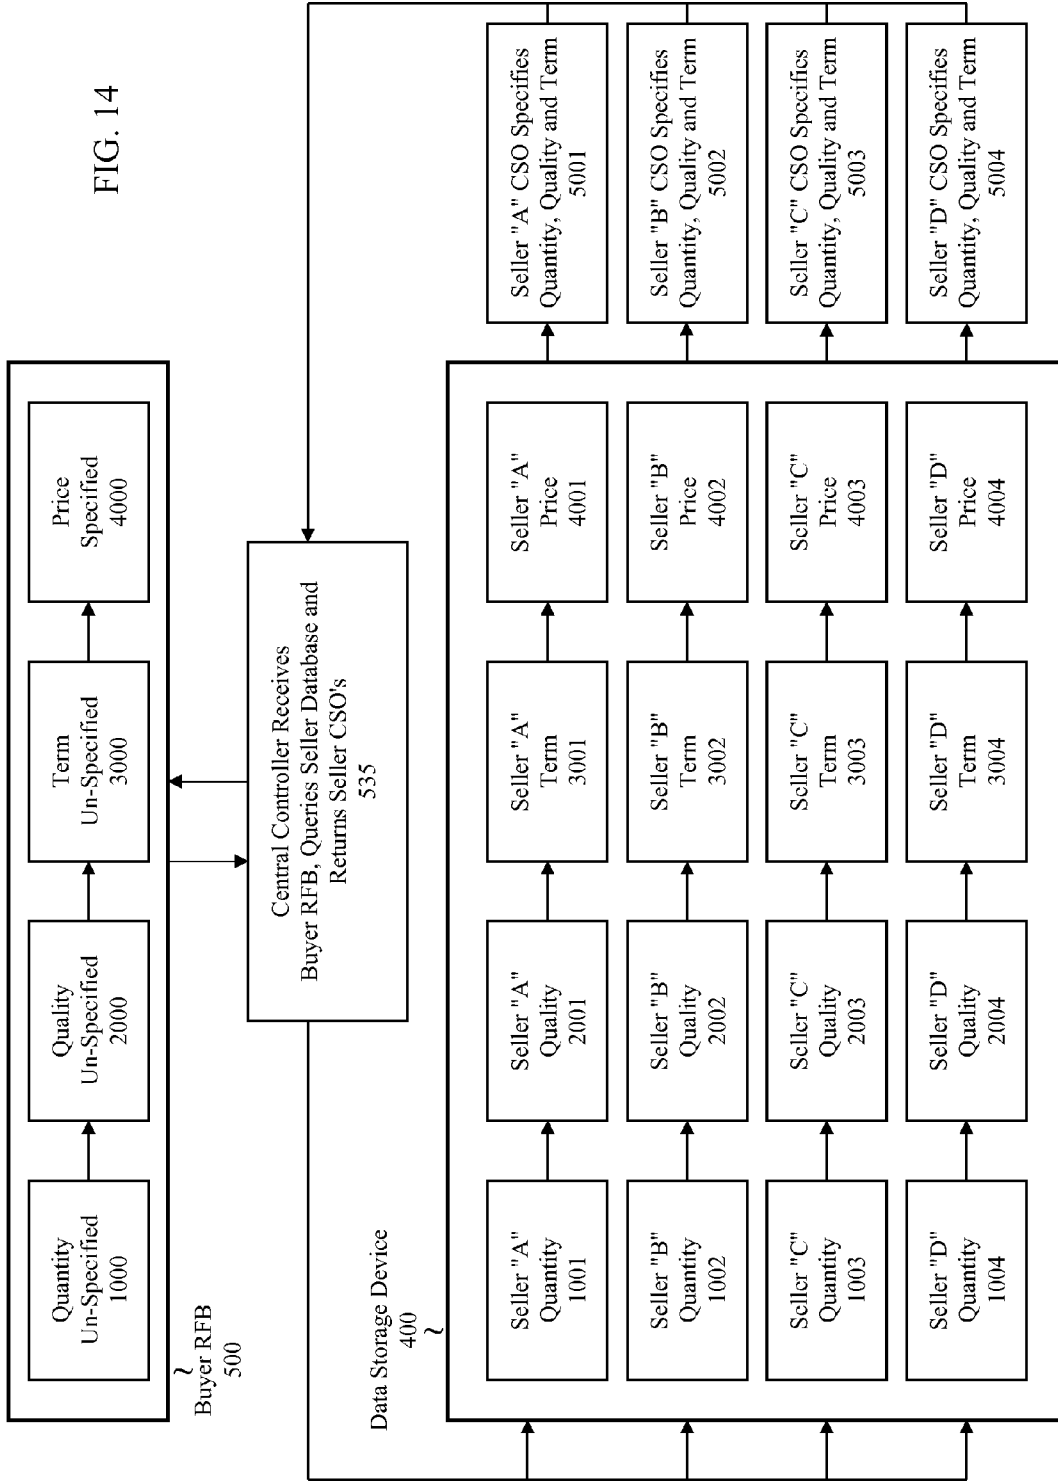 FIG. 14
Quantity
Un-Specified
1000
Quality
Un-Specified
2000
Term
Un-Specified
3000
Price
Specified
4000
Buyer RFB
500
Central Controller Receives
Buyer RFB, Queries Seller Database and
Returns Seller CSO's
535
Data Storage Device
400
Seller "A"
Quantity
1001
Seller "A"
Quality
2001
Seller "A"
Term
3001
Seller "A"
Price
4001
Seller "A" CSO Specifies
Quantity, Quality and Term
5001
Seller "B"
Quantity
1002
Seller "B"
Quality
2002
Seller "B"
Term
3002
Seller "B"
Price
4002
Seller "B" CSO Specifies
Quantity, Quality and Term
5002
Seller "C"
Quantity
1003
Seller "C"
Quality
2003
Seller "C"
Term
3003
Seller "C"
Price
4003
Seller "C" CSO Specifies
Quantity, Quality and Term
5003
Seller "D"
Quantity
1004
Seller "D"
Quality
2004
Seller "D"
Term
3004
Seller "D"
Price
4004
Seller "D" CSO Specifies
Quantity, Quality and Term
5004